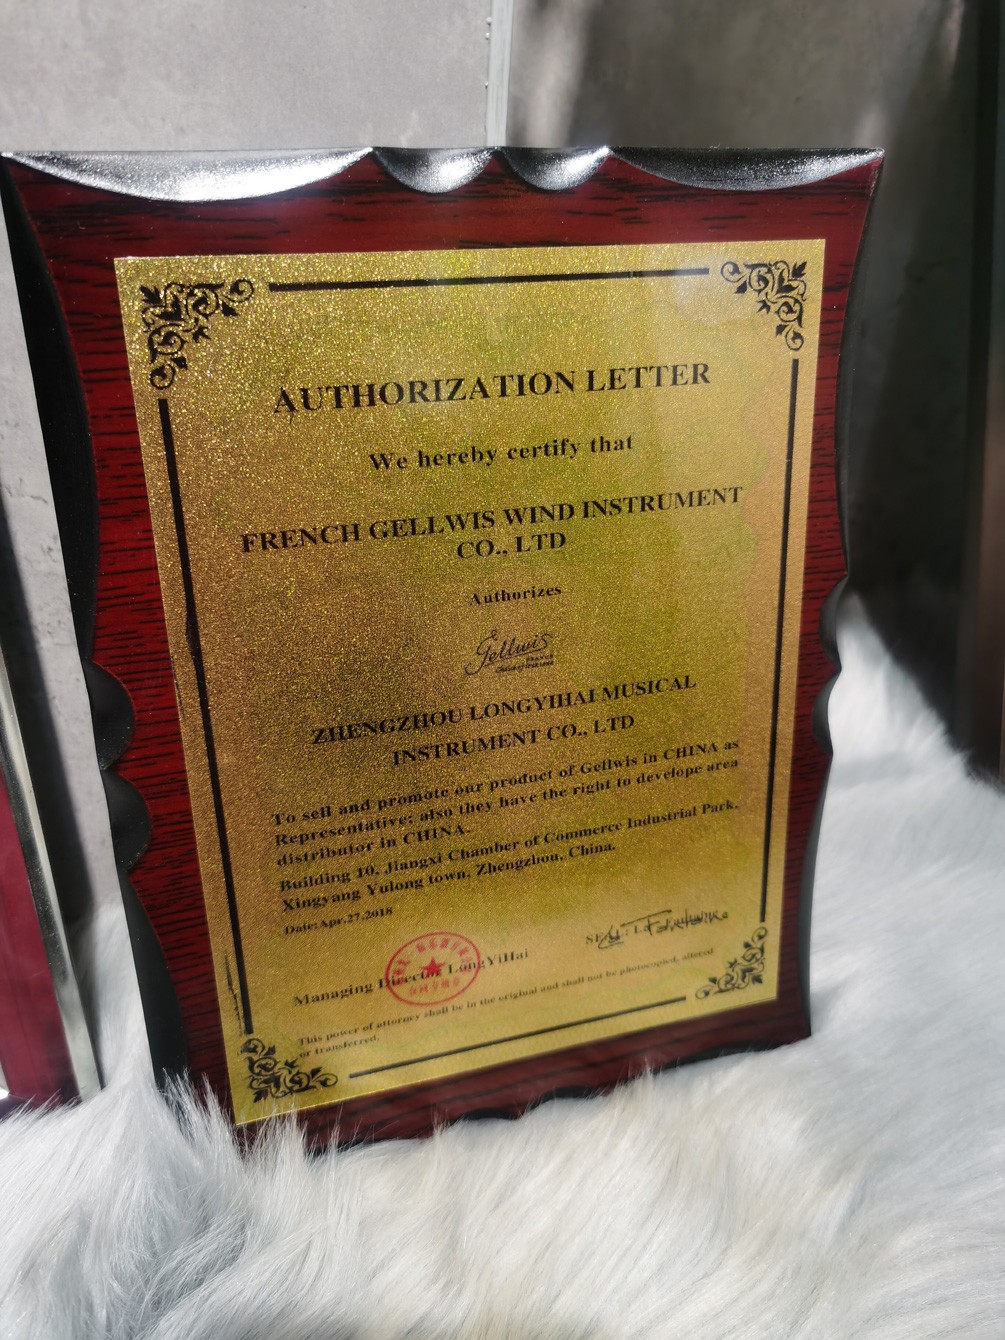 AUTHORIZATION LETTER
We hereby certify that
FRENCH GELLWIS WIND INSTRUMENT
CO., LTD
Authorizes
Gellwis
ZHENGZHOU LONGYIHAI MUSICAL
INSTRUMENT CO., LTD
To sell and promote our product of Gellwis in CHINA as
Representative; also they have the right to develope area
distributor in CHINA.
Building 10, Jiangxi Chamber of Commerce Industrial Park,
Xingyang Yulong town, Zhengzhou, China.
Date:Apr.27.2018
Managing Director LongYiHai
This power of attorney shall be in the original and shall not be photocopied, altered
or transferred.